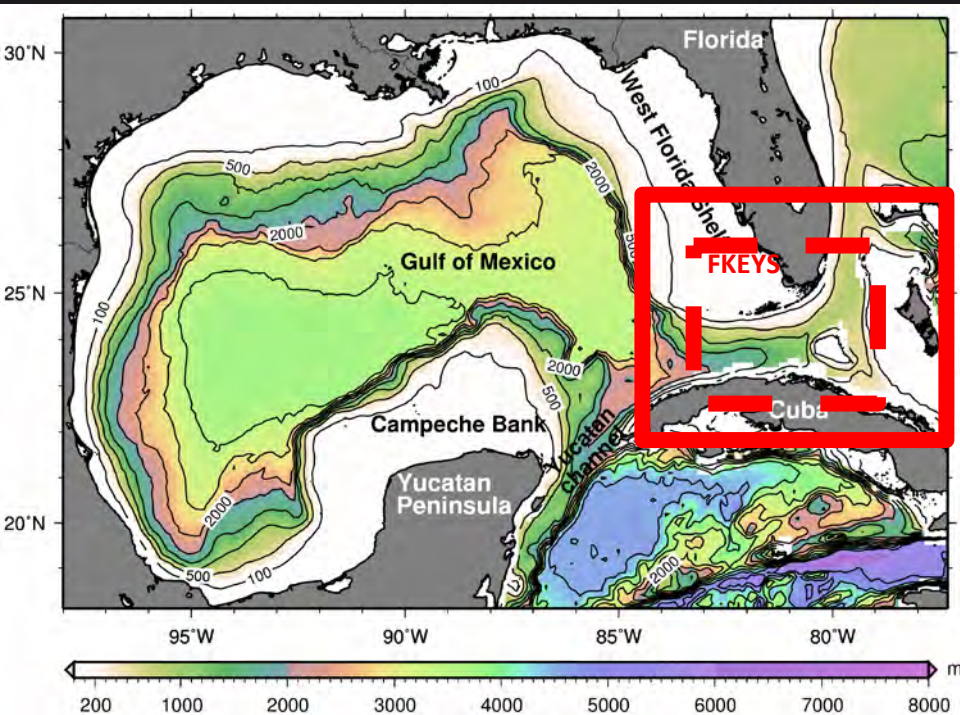 30°N
25°N
20°N
95°W
90°W
85°W
80°W
Florida
West Florida Shelf
100
500
2000
2000
500
FKEYS
Gulf of Mexico
100
2000
500
Campeche Bank
Cuba
Yucatan
Channel
Yucatan
Peninsula
2000
500
100
2000
m
200 1000 2000 3000 4000 5000 6000 7000 8000